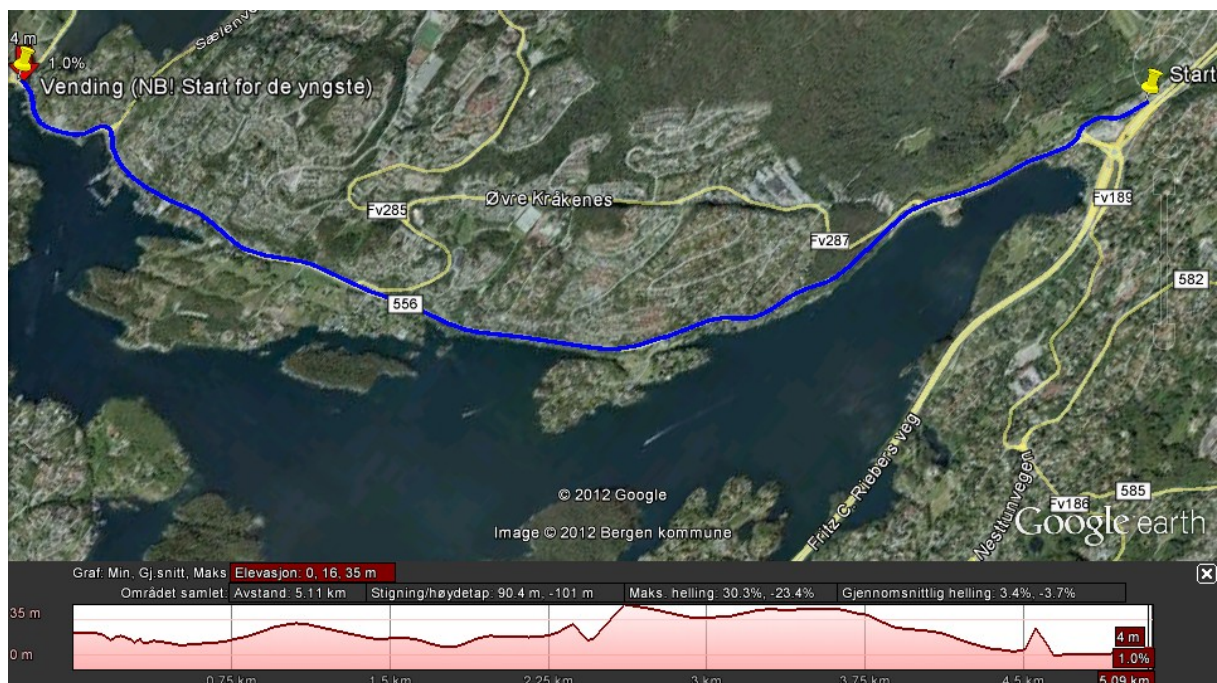 Sælenv
4 m
1.0%
Vending (NB! Start for de yngste)
Start
Øvre Kråkenes
Fv285
Fv189
Fv287
582
556
Fritz C. Riebers veg
Nesttunvegen
585
Fv186
© 2012 Google
Image © 2012 Bergen kommune
Google earth
Graf: Min, Gj.snitt, Maks Elevasjon: 0, 16, 35 m
Området samlet: Avstand: 5.11 km Stigning/høydetap: 90.4 m, -101 m Maks. helling: 30.3%, -23.4% Gjennomsnittlig helling: 3.4%, -3.7%
35 m
4 m
0 m
1.0%
0.75 km 1.5 km 2.25 km 3 km 3.75 km 4.5 km 5.09 km